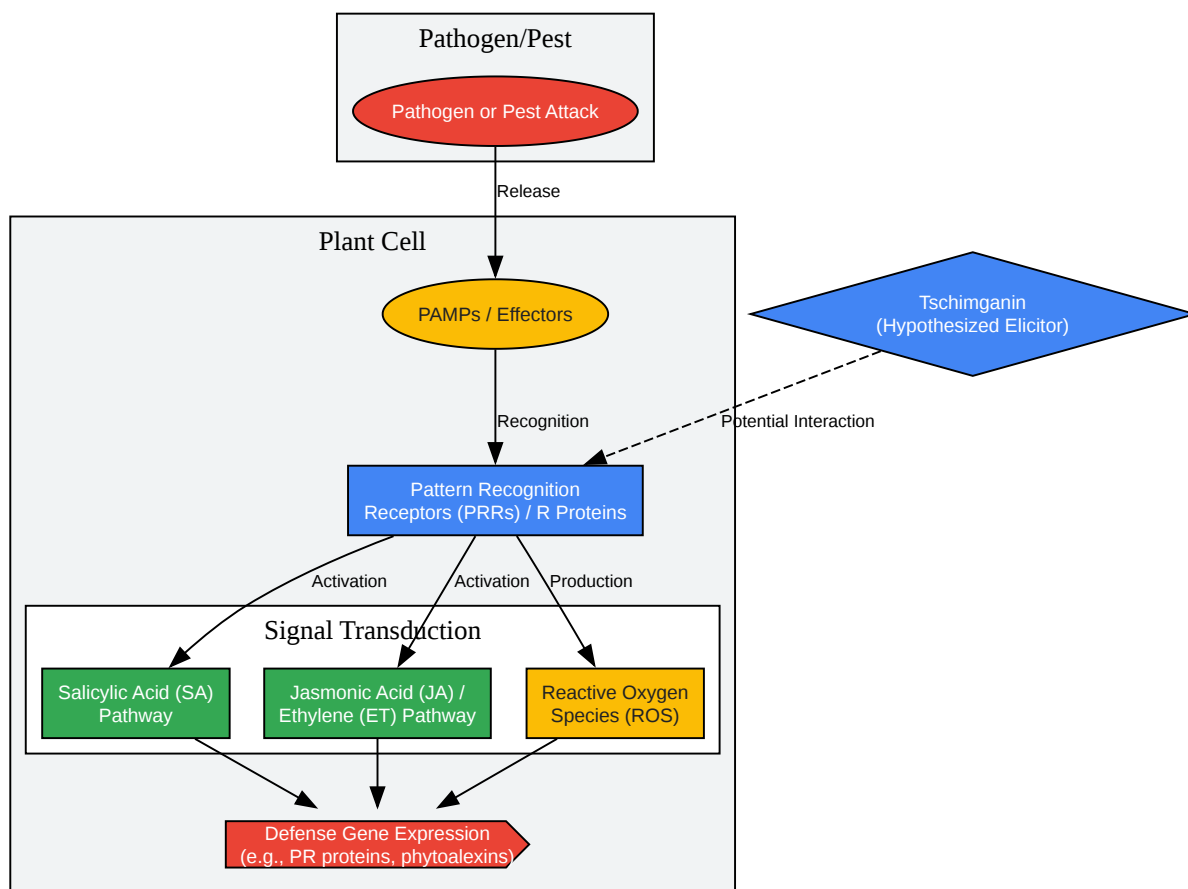 Pathogen/Pest
Pathogen or Pest Attack
Release
Plant Cell
PAMPs / Effectors
Tschimganin
(Hypothesized Elicitor)
Recognition
Potential Interaction
Pattern Recognition
Receptors (PRRs) / R Proteins
Activation
Activation
Production
Signal Transduction
Salicylic Acid (SA)
Pathway
Jasmonic Acid (JA) /
Ethylene (ET) Pathway
Reactive Oxygen
Species (ROS)
Defense Gene Expression
(e.g., PR proteins, phytoalexins)